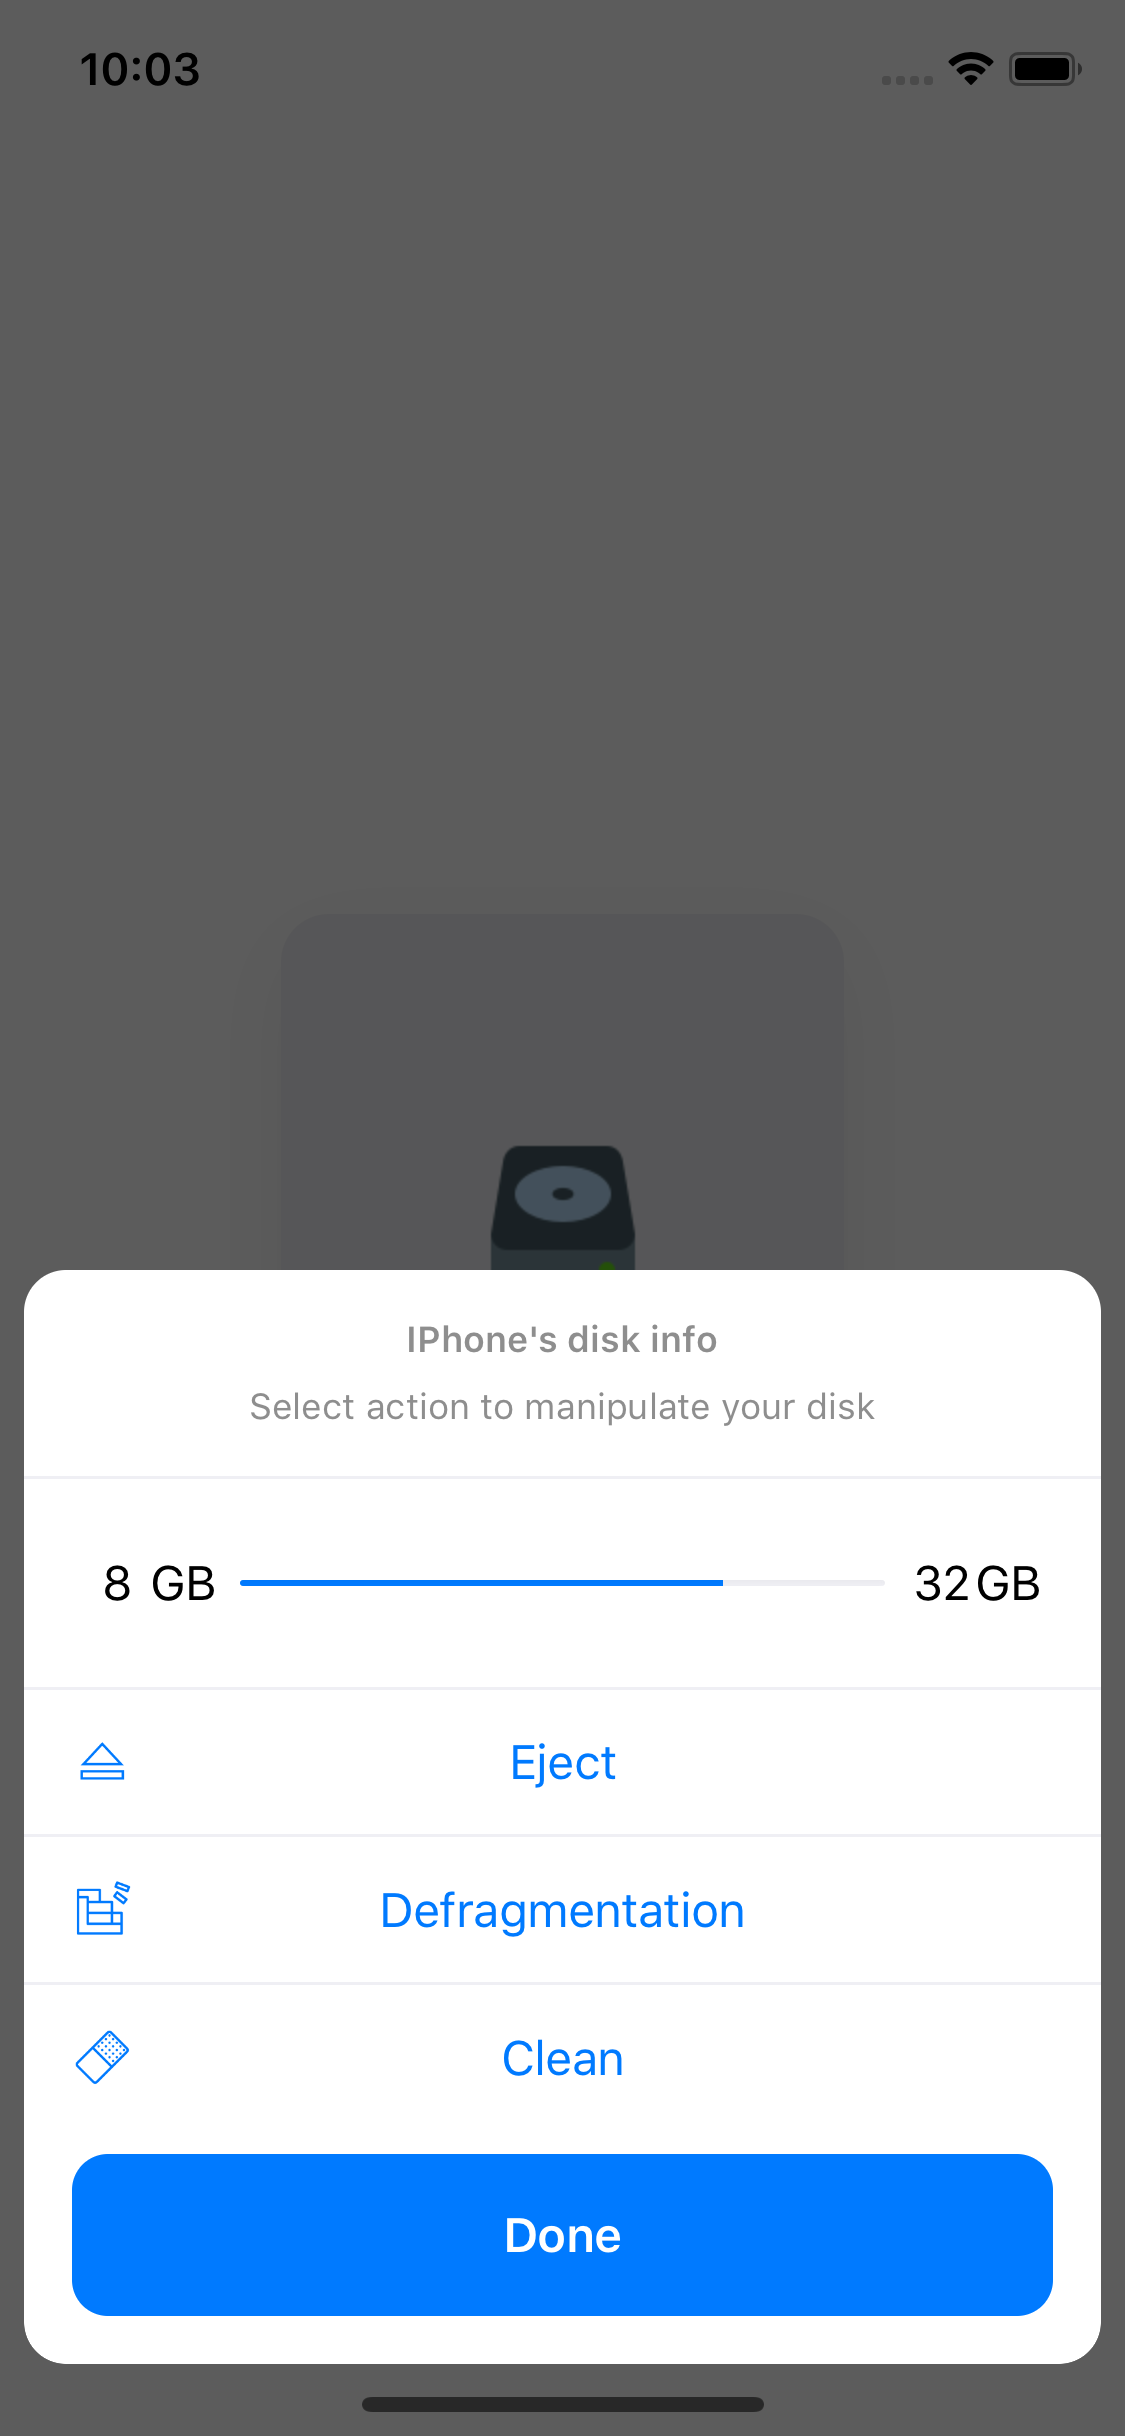 10:03
IPhone's disk info
Select action to manipulate your disk
8 GB 32 GB
Eject
Defragmentation
Clean
Done